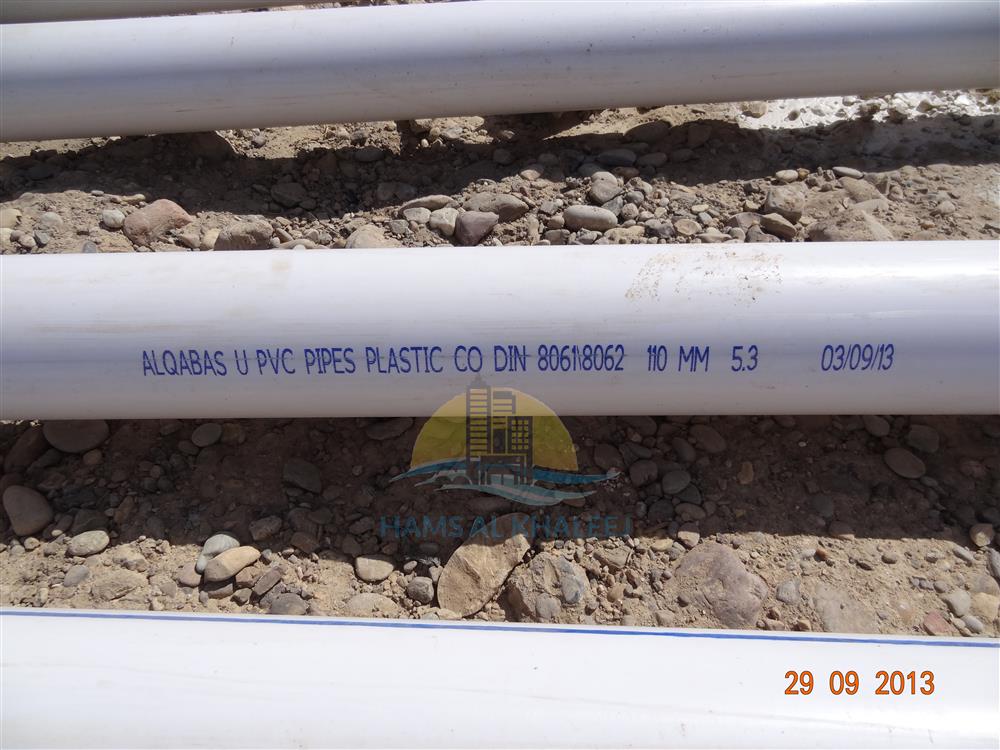 ALQABAS U PVC PIPES PLASTIC CO DIN 8061\8062 110 MM 5.3 03/09/13
HAMS AL KHALEEJ
29 09 2013